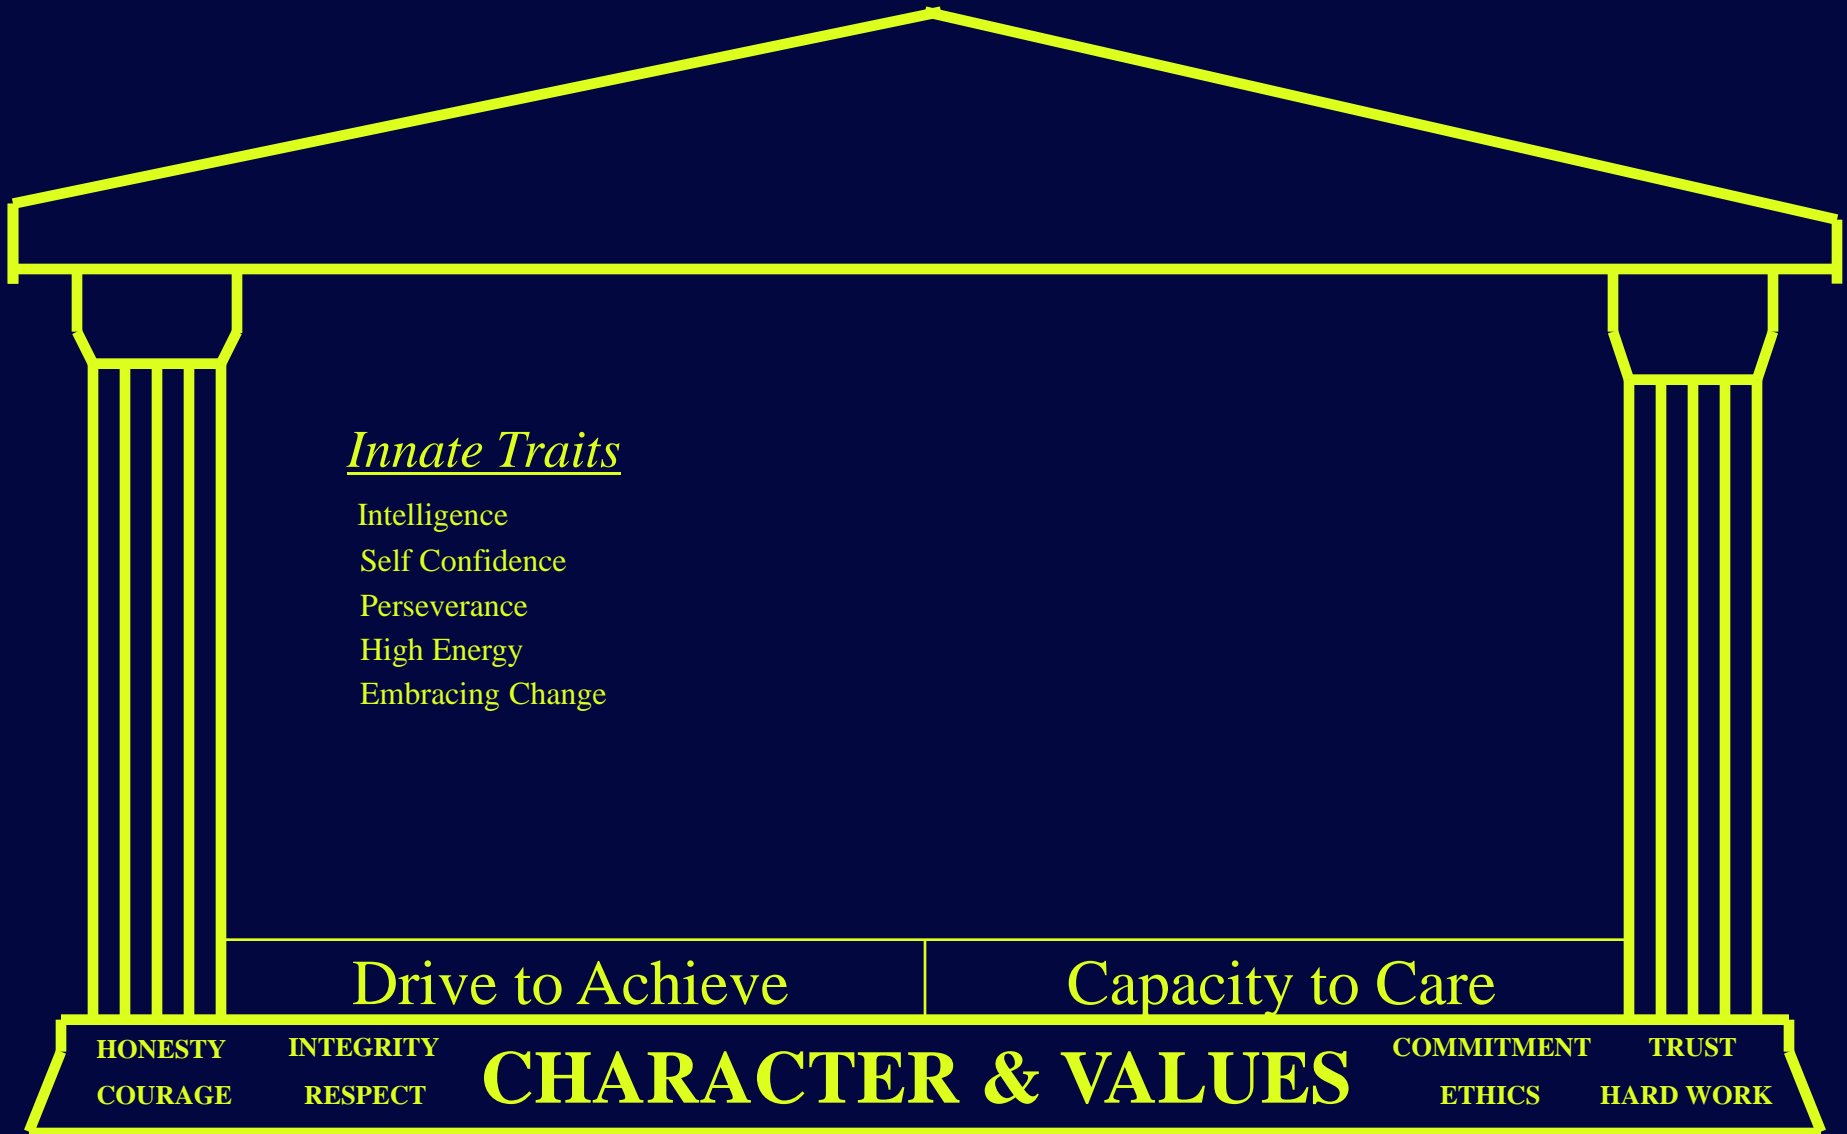 Innate Traits
Intelligence
Self Confidence
Perseverance
High Energy
Embracing Change
Drive to Achieve
Capacity to Care
HONESTY
INTEGRITY
COURAGE
RESPECT
CHARACTER & VALUES
COMMITMENT
TRUST
ETHICS
HARD WORK